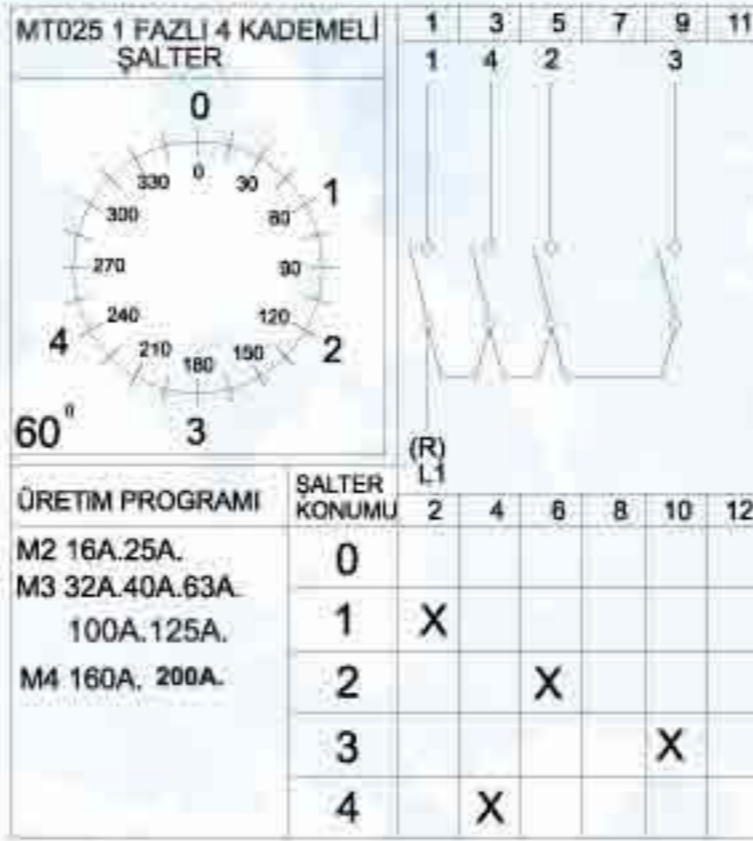 MT025 1 FAZLI 4 KADEMELİ
ŞALTER
1 3 5 7 9 11
1 4 2 3
0
1
2
3
4
0
30
60
90
120
150
180
210
240
270
300
330
60⁰
(R)
L1
ÜRETİM PROGRAMI
ŞALTER
KONUMU
2 4 6 8 10 12
M2 16A.25A.
M3 32A.40A.63A.
100A.125A.
M4 160A. 200A.
0
1 X
2 X
3 X
4 X